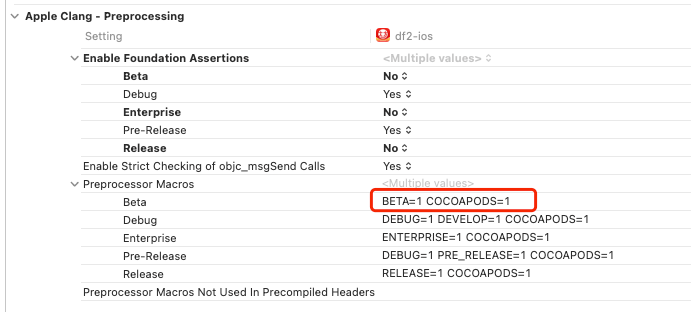 Apple Clang - Preprocessing
Setting df2-ios
Enable Foundation Assertions <Multiple values>
Beta No
Debug Yes
Enterprise No
Pre-Release Yes
Release No
Enable Strict Checking of objc_msgSend Calls Yes
Preprocessor Macros <Multiple values>
Beta BETA=1 COCOAPODS=1
Debug DEBUG=1 DEVELOP=1 COCOAPODS=1
Enterprise ENTERPRISE=1 COCOAPODS=1
Pre-Release DEBUG=1 PRE_RELEASE=1 COCOAPODS=1
Release RELEASE=1 COCOAPODS=1
Preprocessor Macros Not Used In Precompiled Headers